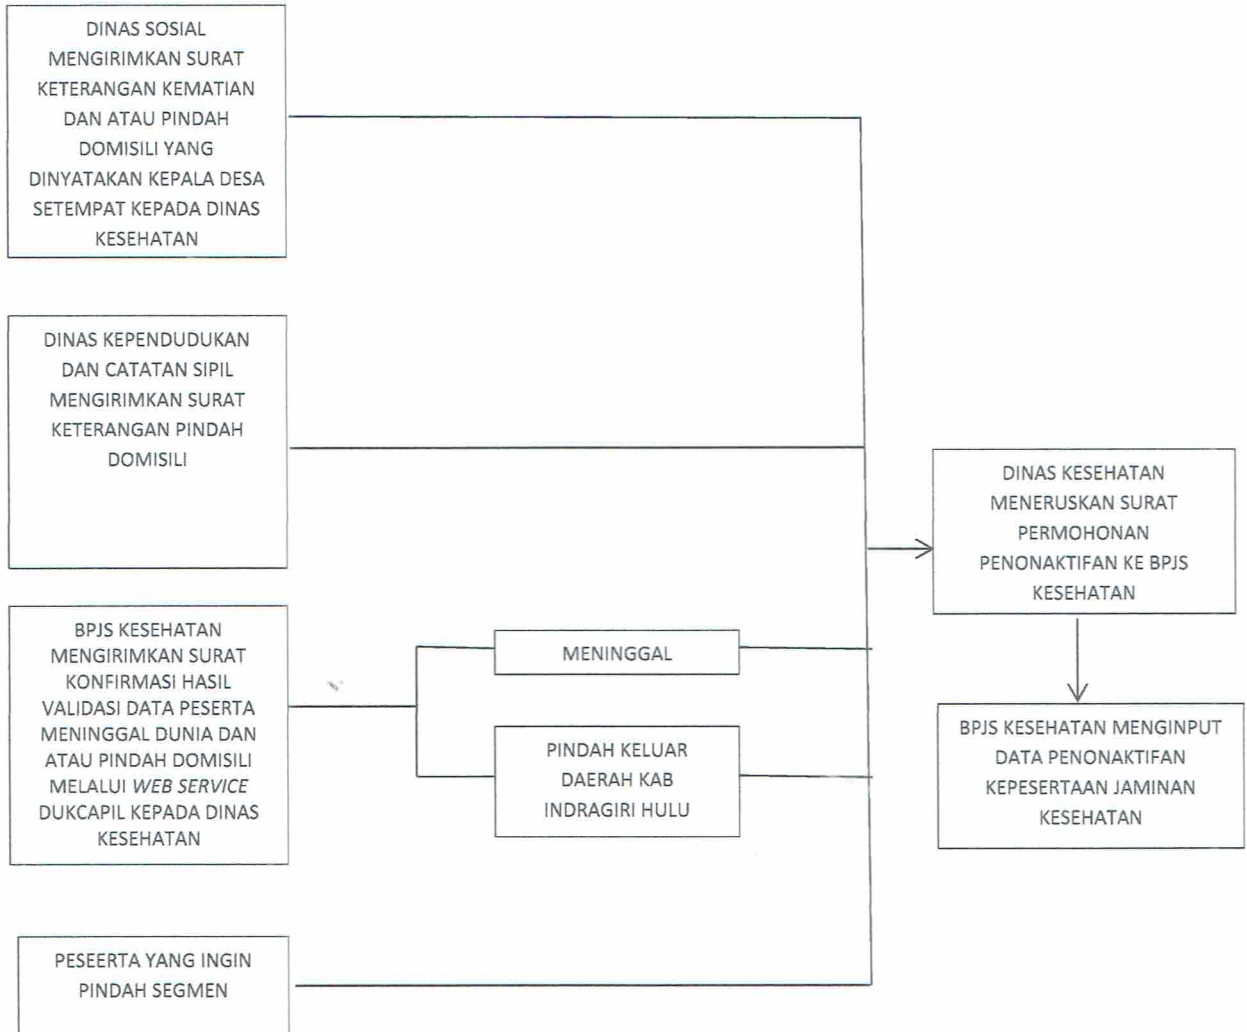 DINAS SOSIAL
MENGIRIMKAN SURAT
KETERANGAN KEMATIAN
DAN ATAU PINDAH
DOMISILI YANG
DINYATAKAN KEPALA DESA
SETEMPAT KEPADA DINAS
KESEHATAN
DINAS KEPENDUDUKAN
DAN CATATAN SIPIL
MENGIRIMKAN SURAT
KETERANGAN PINDAH
DOMISILI
BPJS KESEHATAN
MENGIRIMKAN SURAT
KONFIRMASI HASIL
VALIDASI DATA PESERTA
MENINGGAL DUNIA DAN
ATAU PINDAH DOMISILI
MELALUI WEB SERVICE
DUKCAPIL KEPADA DINAS
KESEHATAN
MENINGGAL
PINDAH KELUAR
DAERAH KAB
INDRAGIRI HULU
PESEERTA YANG INGIN
PINDAH SEGMEN
DINAS KESEHATAN
MENERUSKAN SURAT
PERMOHONAN
PENONAKTIFAN KE BPJS
KESEHATAN
BPJS KESEHATAN MENGINPUT
DATA PENONAKTIFAN
KEPESERTAAN JAMINAN
KESEHATAN